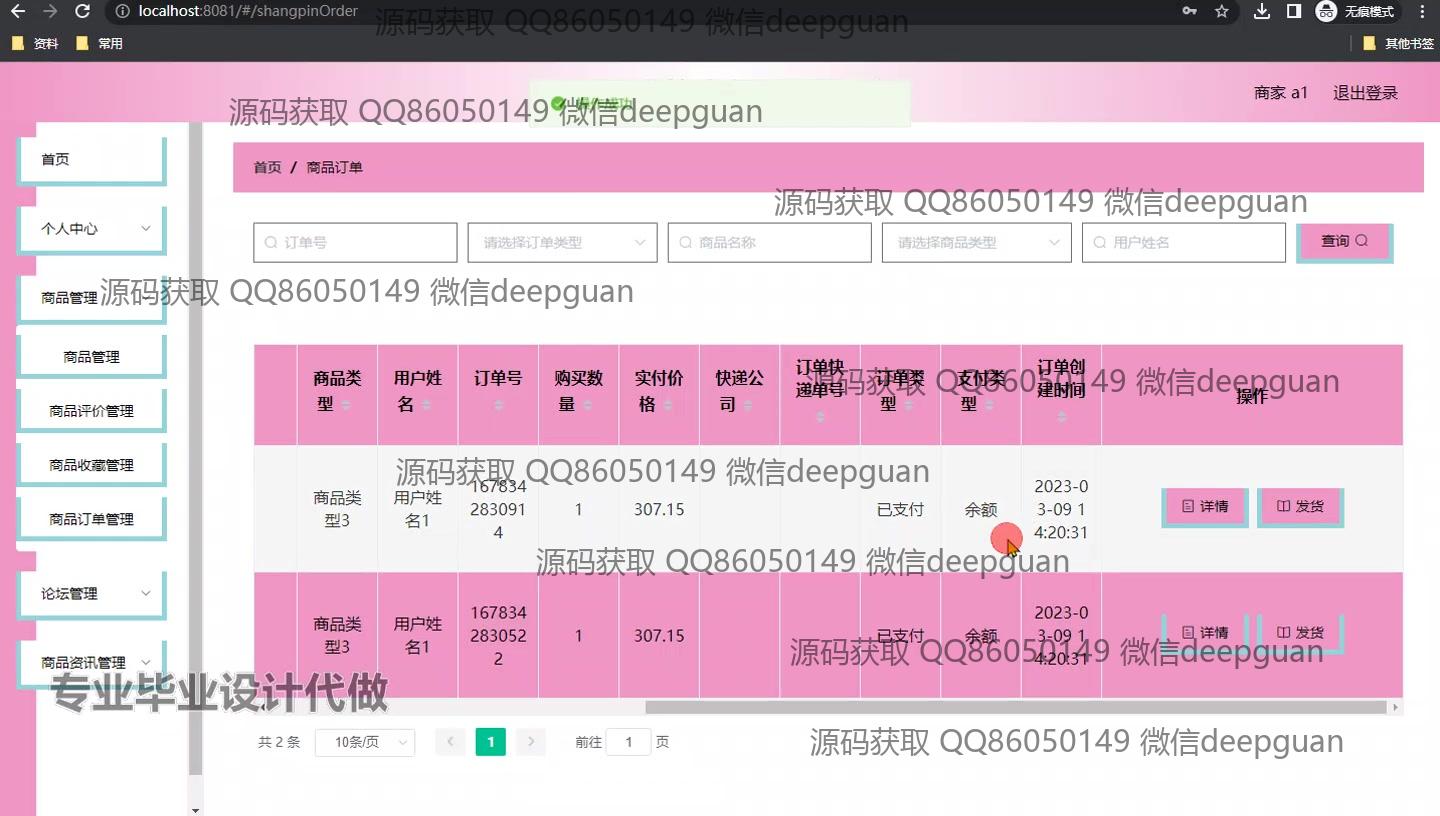 localhost:8081/#/shangpinOrder
无痕模式
源码获取 QQ86050149 微信deepguan
资料
常用
其他书签
商家 a1
退出登录
源码获取 QQ86050149 微信deepguan
首页
首页 / 商品订单
源码获取 QQ86050149 微信deepguan
个人中心
订单号
请选择订单类型
商品名称
请选择商品类型
用户姓名
查询
商品管理
源码获取 QQ86050149 微信deepguan
商品管理
商品评价管理
商品收藏管理
商品订单管理
论坛管理
商品资讯管理
商品类
型
用户姓
名
订单号
购买数
量
实付价
格
快递公
司
订单快
递单号
订单类
型
支付类
型
订单创
建时间
操作
源码获取 QQ86050149 微信deepguan
源码获取 QQ86050149 微信deepguan
商品类
型3
用户姓
名1
167834
283091
4
1
307.15
已支付
余额
2023-0
3-09 1
4:20:31
详情
发货
源码获取 QQ86050149 微信deepguan
商品类
型3
用户姓
名1
167834
283052
2
1
307.15
已支付
余额
2023-0
3-09 1
4:20:31
详情
发货
源码获取 QQ86050149 微信deepguan
专业毕业设计代做
共 2 条
10条/页
1
前往
1
页
源码获取 QQ86050149 微信deepguan